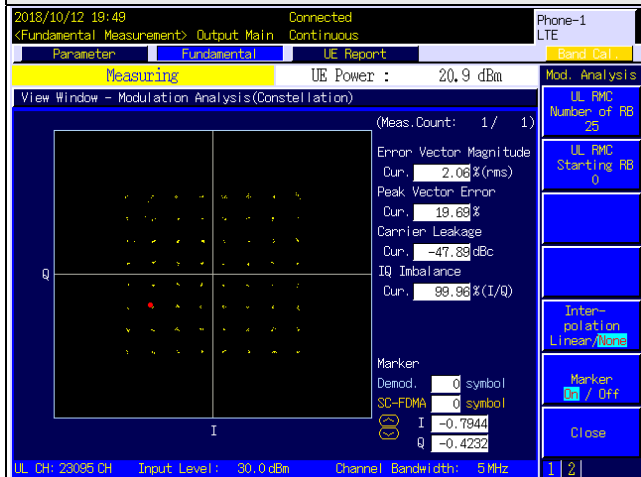 2018/10/12 19:49 Connected Phone-1
<Fundamental Measurement> Output Main Continuous LTE
Parameter Fundamental UE Report Band Cal.
Measuring UE Power : 20.9 dBm Mod. Analysis
View Window - Modulation Analysis(Constellation)
UL RMC
Number of RB
25
(Meas.Count: 1/ 1)
Error Vector Magnitude
Cur. 2.06 %(rms)
Peak Vector Error
Cur. 19.69 %
Carrier Leakage
Cur. -47.89 dBc
IQ Imbalance
Cur. 99.96 %(I/Q)
UL RMC
Starting RB
0
Q
I
Inter-
polation
Linear/None
Marker
Demod. 0 symbol
SC-FDMA 0 symbol
I -0.7944
Q -0.4232
Marker
On / Off
Close
UL CH: 23095 CH Input Level: 30.0 dBm Channel Bandwidth: 5 MHz 1 2